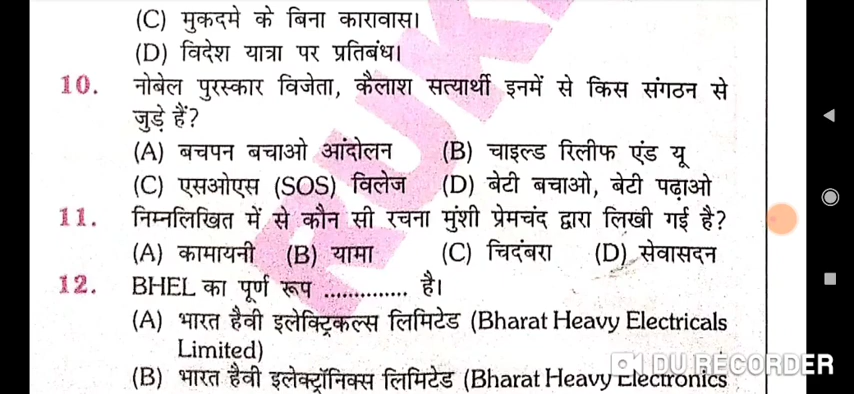 (C) मुकदमे के बिना कारावास।
(D) विदेश यात्रा पर प्रतिबंध।
10. नोबेल पुरस्कार विजेता, कैलाश सत्यार्थी इनमें से किस संगठन से
जुड़े हैं?
(A) बचपन बचाओ आंदोलन (B) चाइल्ड रिलीफ एंड यू
(C) एसओएस (SOS) विलेज (D) बेटी बचाओ, बेटी पढ़ाओ
11. निम्नलिखित में से कौन सी रचना मुंशी प्रेमचंद द्वारा लिखी गई है?
(A) कामायनी (B) यामा (C) चिदंबरा (D) सेवासदन
12. BHEL का पूर्ण रूप .............. है।
(A) भारत हैवी इलेक्ट्रिकल्स लिमिटेड (Bharat Heavy Electricals
Limited)
DU RECORDER
(B) भारत हैवी इलेक्ट्रॉनिक्स लिमिटेड (Bharat Heavy Electronics